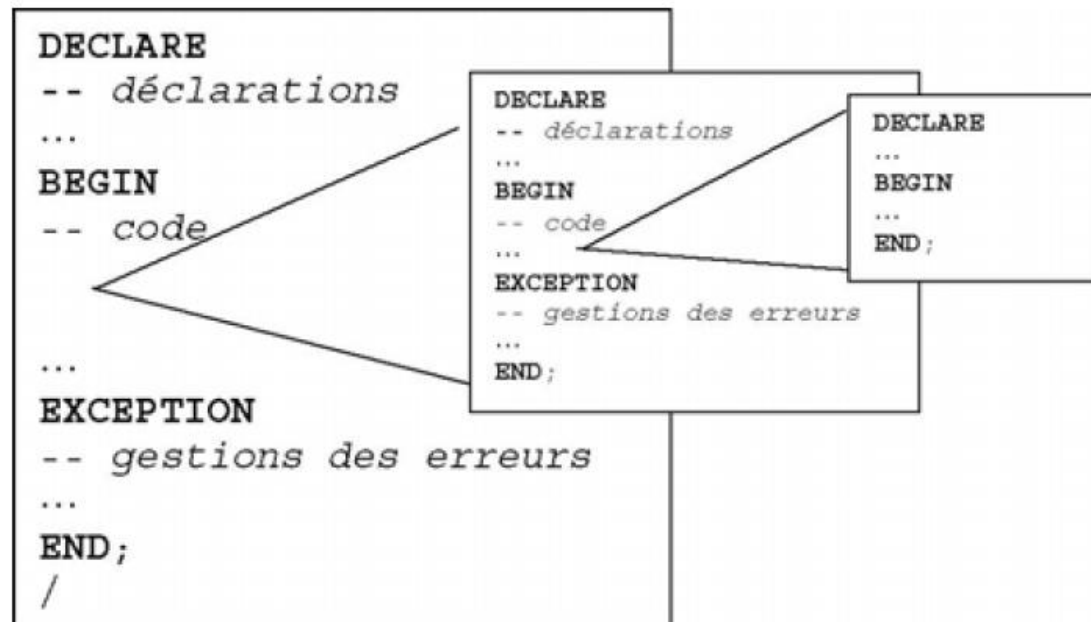 DECLARE
-- déclarations
...
BEGIN
-- code
...
EXCEPTION
-- gestions des erreurs
...
END;
/
DECLARE
-- déclarations
...
BEGIN
-- code
...
EXCEPTION
-- gestions des erreurs
...
END;
DECLARE
...
BEGIN
...
END;